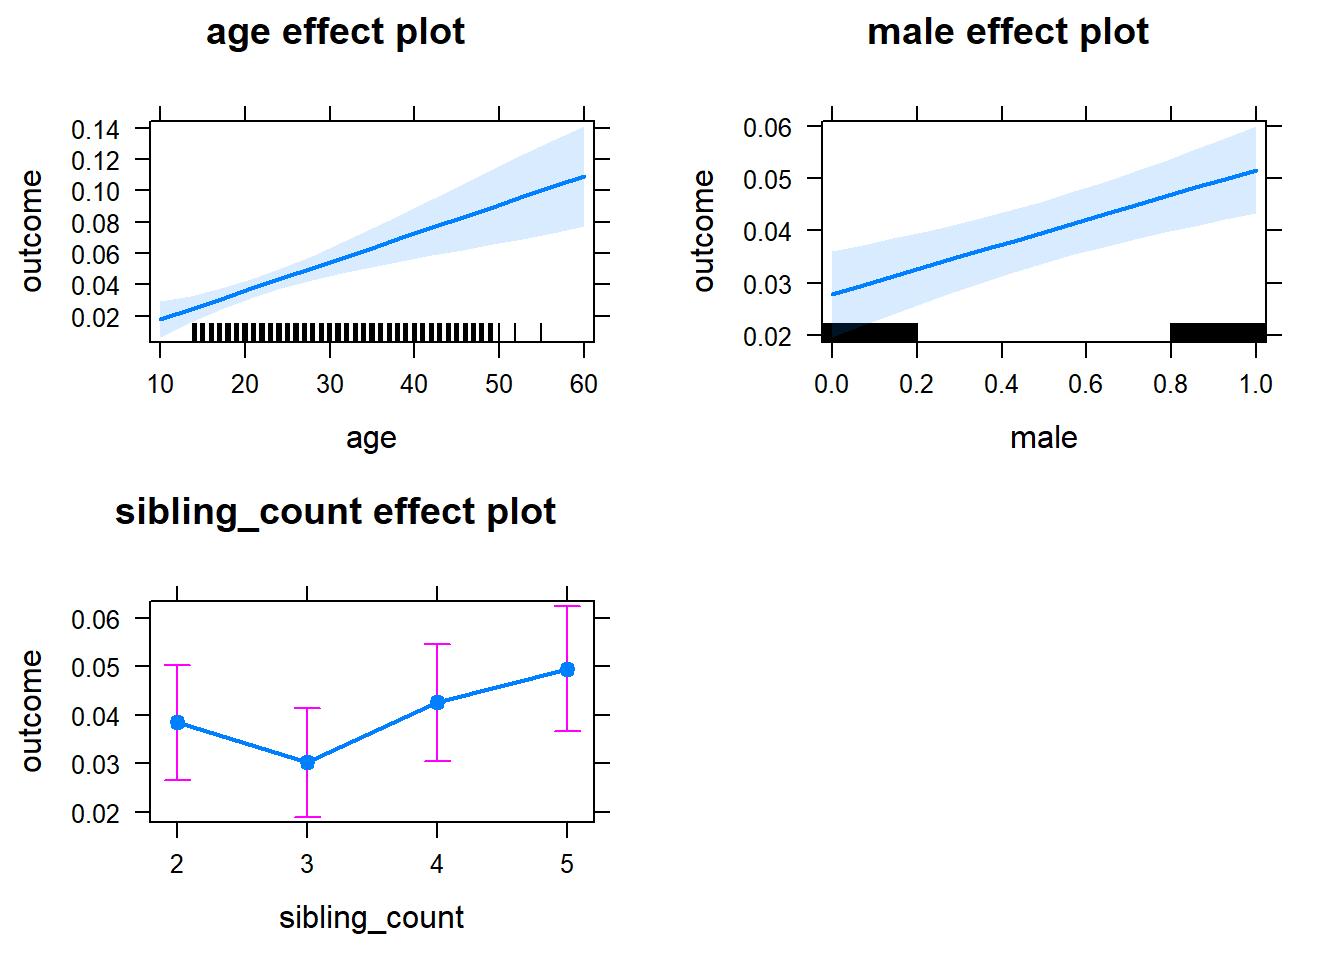 age effect plot
outcome
0.14
0.12
0.10
0.08
0.06
0.04
0.02
10 20 30 40 50 60
age
male effect plot
outcome
0.06
0.05
0.04
0.03
0.02
0.0 0.2 0.4 0.6 0.8 1.0
male
sibling_count effect plot
outcome
0.06
0.05
0.04
0.03
0.02
2 3 4 5
sibling_count